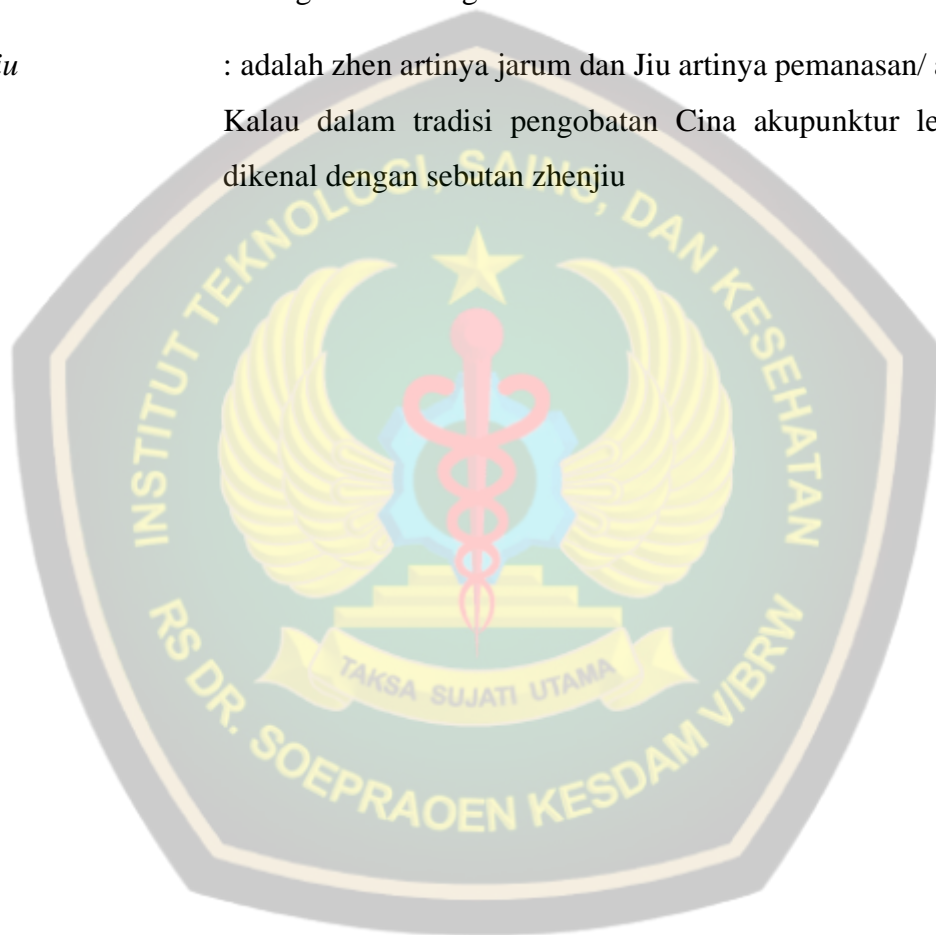 iu : adalah zhen artinya jarum dan Jiu artinya pemanasan/
Kalau dalam tradisi pengobatan Cina akupunktur le
dikenal dengan sebutan zhenjiu
INSTITUT TEKNOLOGI, SAINS, DAN KESEHATAN
TAKSA SUJATI UTAMA
RS DR. SOEPRAOEN KESDAM V/BRW